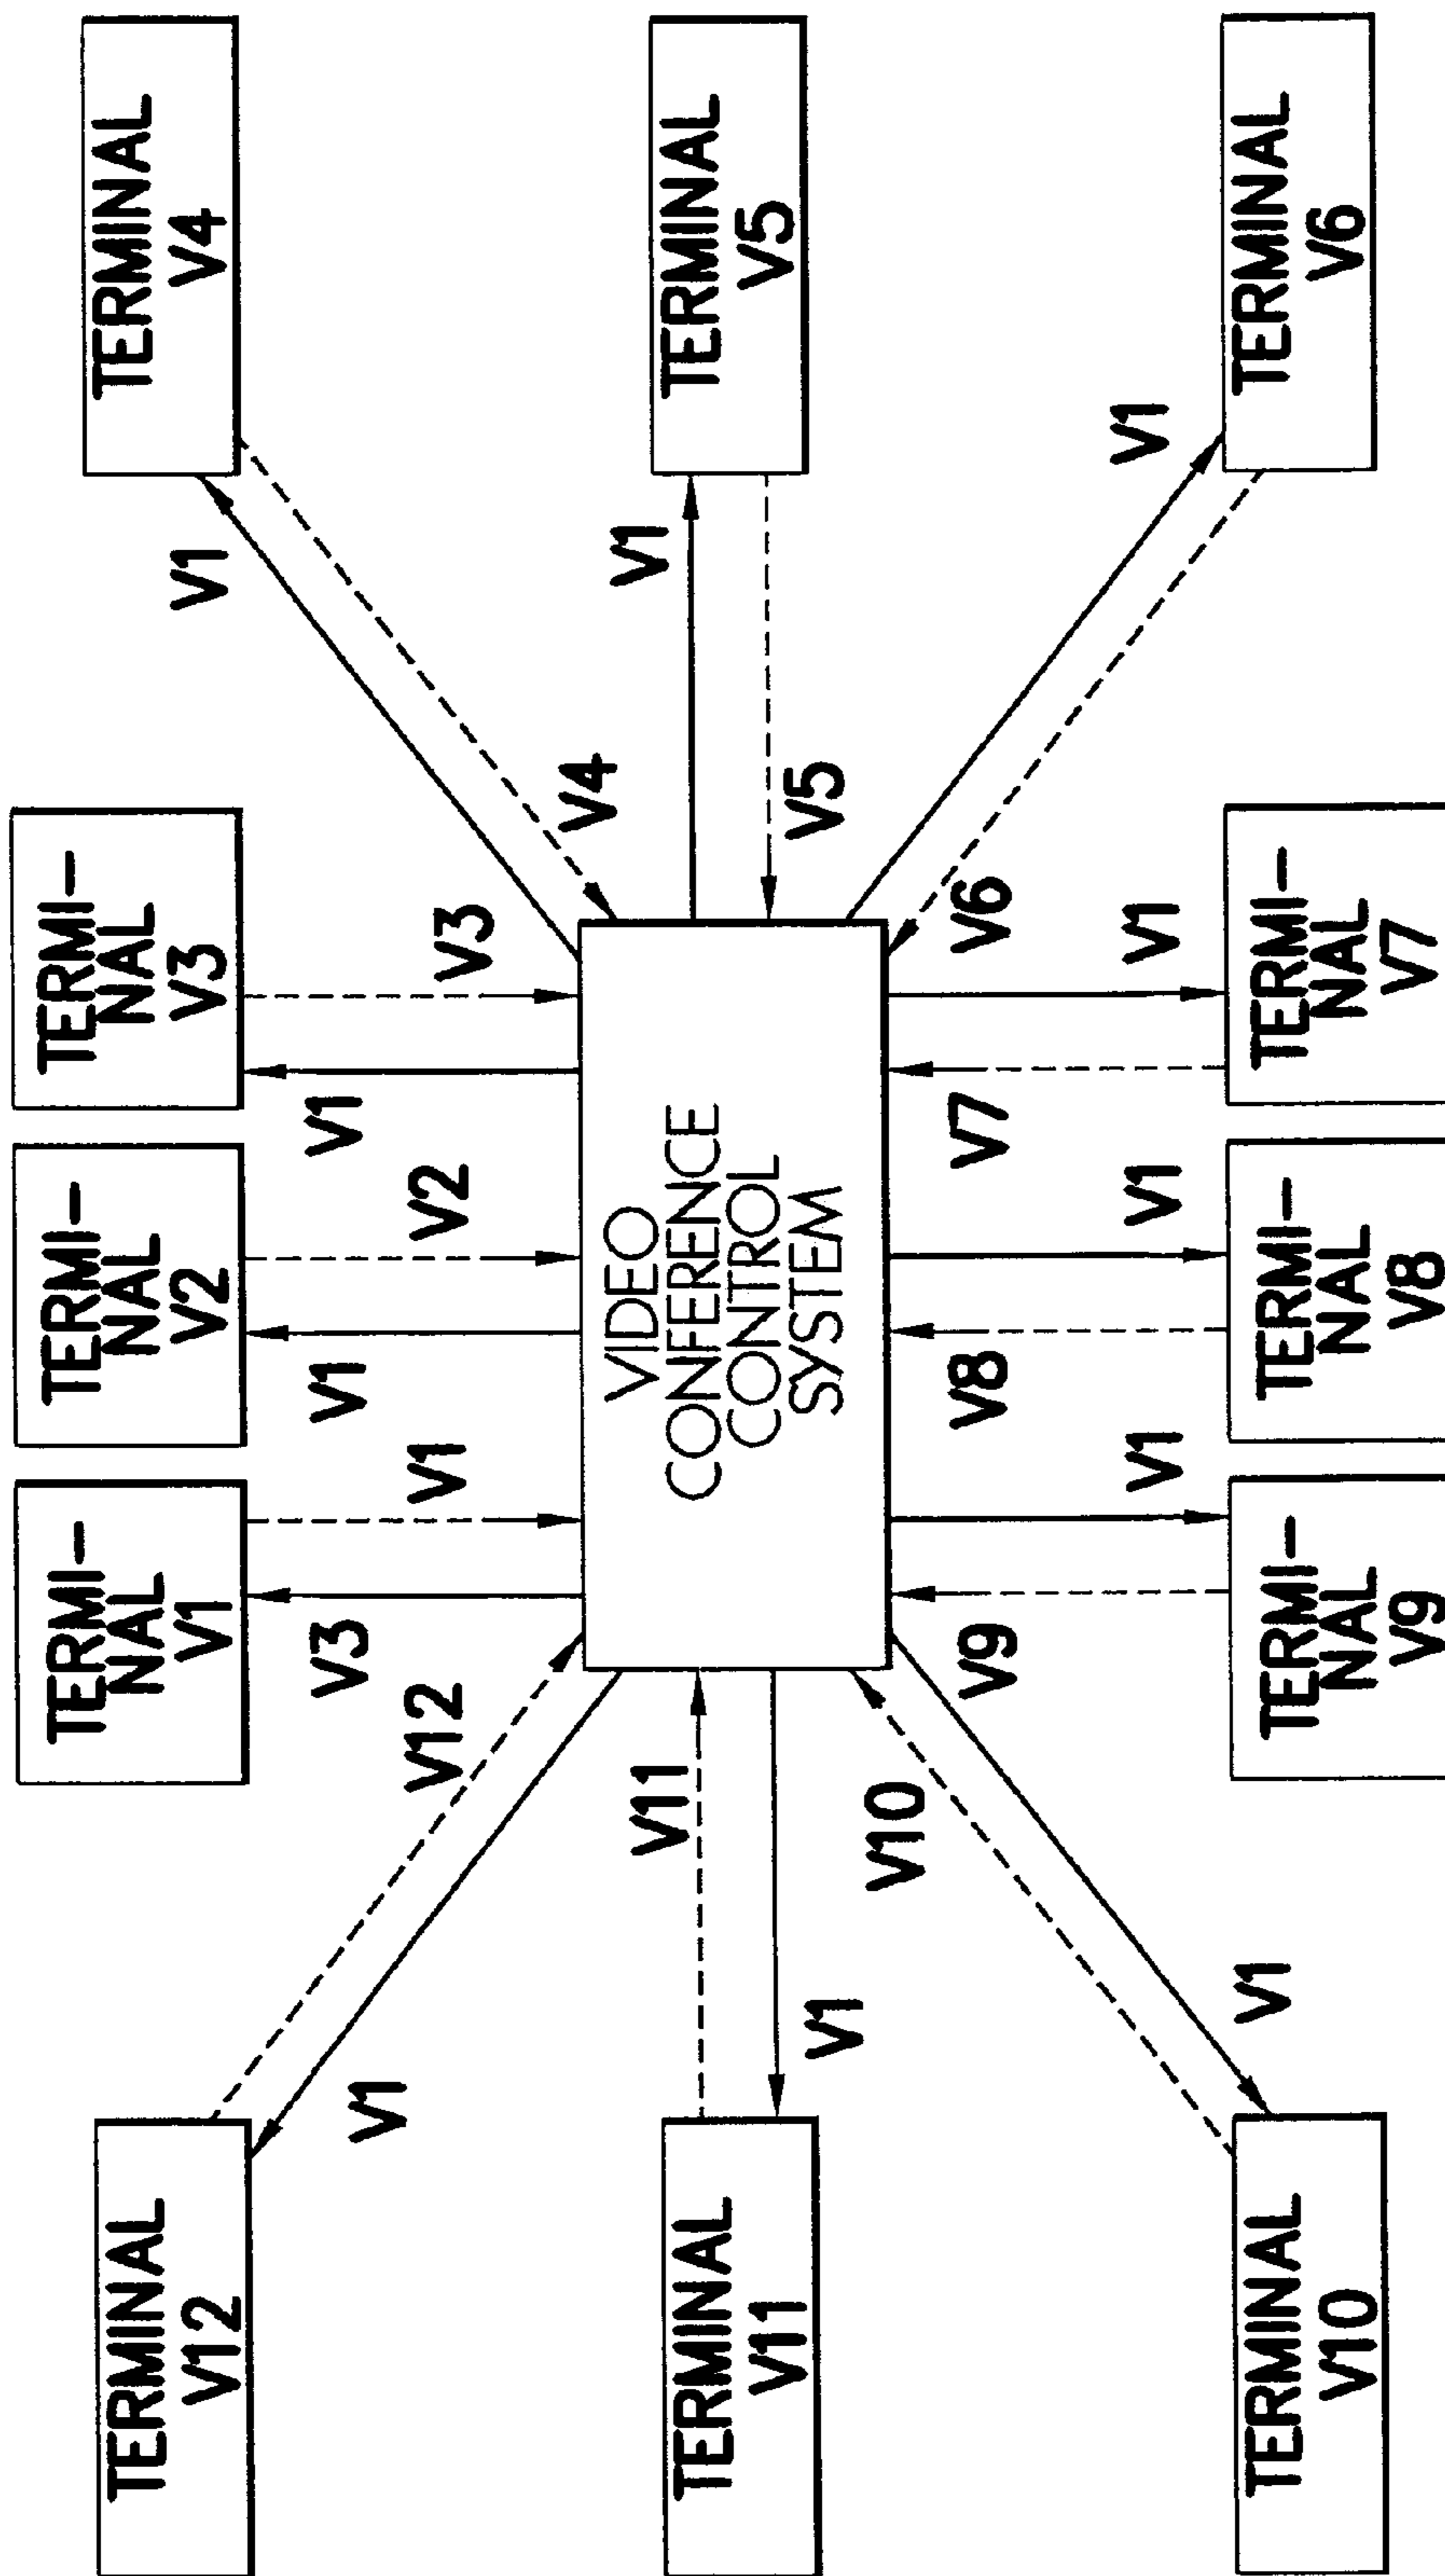 TERMINAL
V12
TERMI-
NAL
V1
TERMI-
NAL
V2
TERMI-
NAL
V3
TERMINAL
V4
V1
V12
V3
V1
V1
V2
V1
V3
V4
V1
TERMINAL
V11
V11
V1
VIDEO
CONFERENCE
CONTROL
SYSTEM
V1
V5
TERMINAL
V5
V10
V1
V9
V1
V8
V1
V7
V1
V6
V1
TERMINAL
V10
TERMI-
NAL
V9
TERMI-
NAL
V8
TERMI-
NAL
V7
TERMINAL
V6